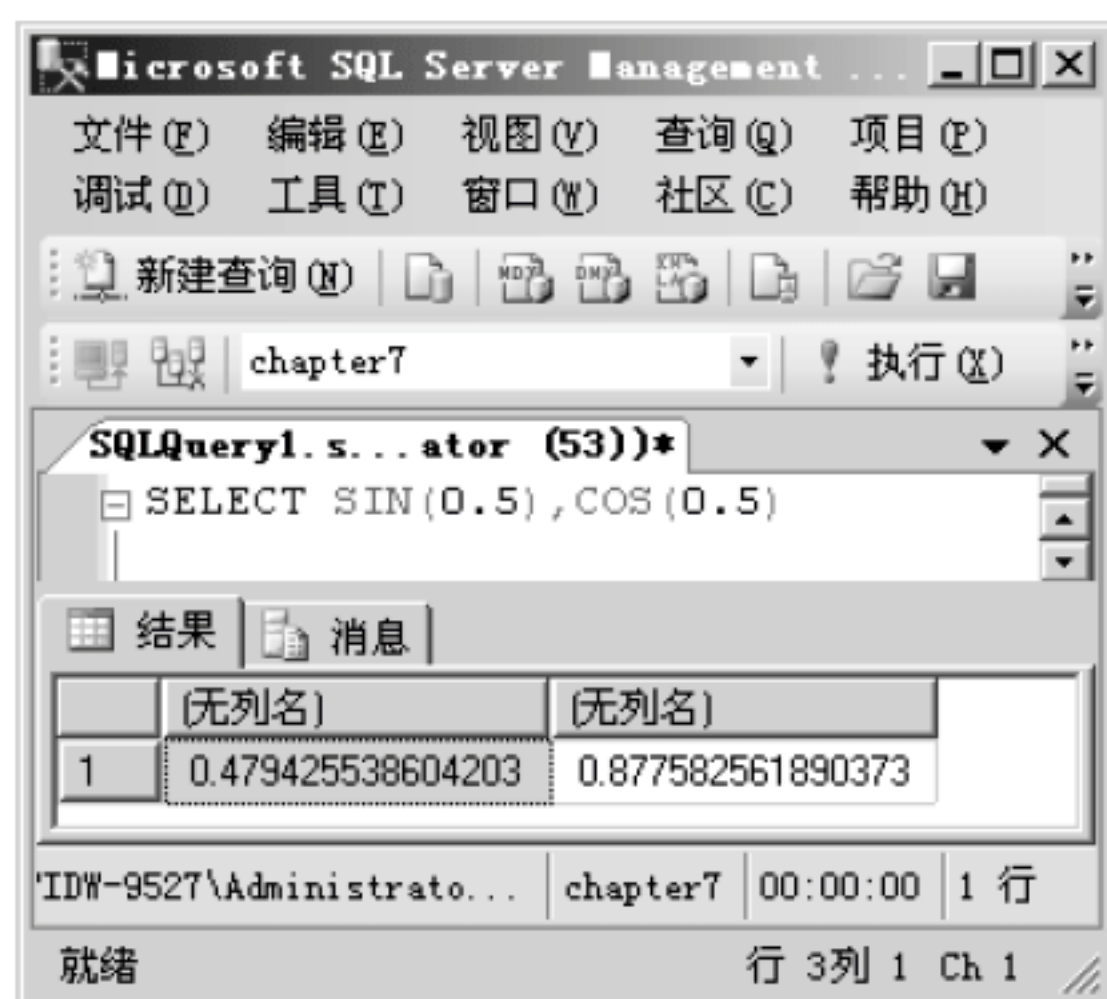 Microsoft SQL Server Management ...
文件(F) 编辑(E) 视图(V) 查询(Q) 项目(P)
调试(D) 工具(T) 窗口(W) 社区(C) 帮助(H)
新建查询(N) MDX DMX XMLA
chapter7 执行(X)
SQLQuery1.s...ator (53))*
SELECT SIN(0.5),COS(0.5)
结果 消息
(无列名) (无列名)
1 0.479425538604203 0.877582561890373
IDW-9527\Administrato... chapter7 00:00:00 1 行
就绪 行 3列 1 Ch 1